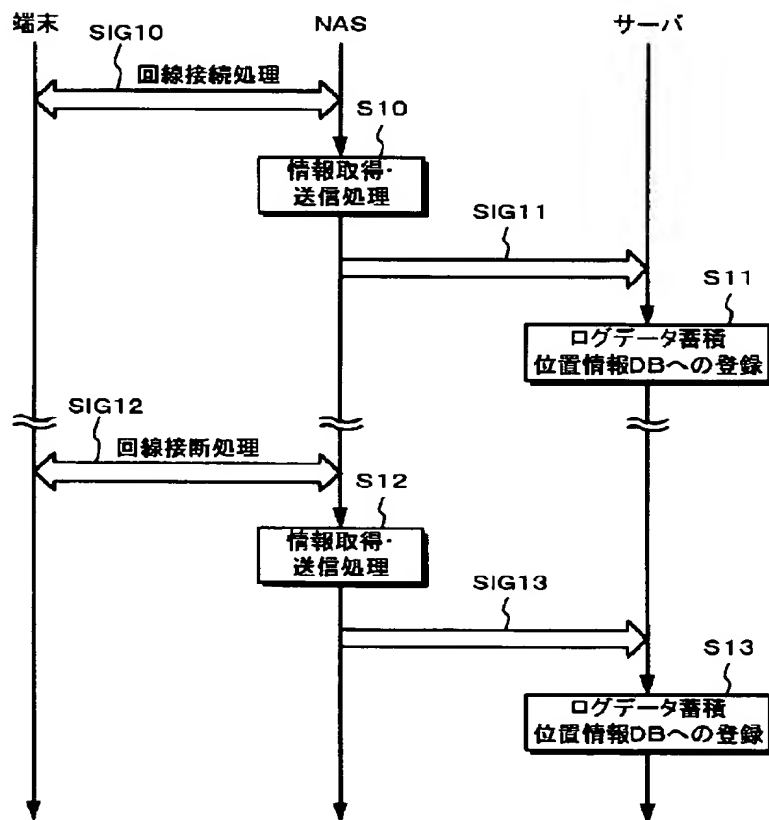 端末
NAS
サーバ
SIG10
回線接続処理
S10
情報取得・
送信処理
SIG11
S11
ログデータ蓄積
位置情報DBへの登録
SIG12
回線接断処理
S12
情報取得・
送信処理
SIG13
S13
ログデータ蓄積
位置情報DBへの登録